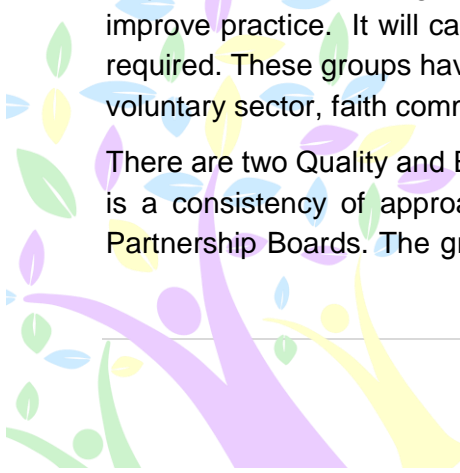 improve practice. It will ca
required. These groups hav
voluntary sector, faith comm
There are two Quality and E
is a consistency of approa
Partnership Boards. The gr